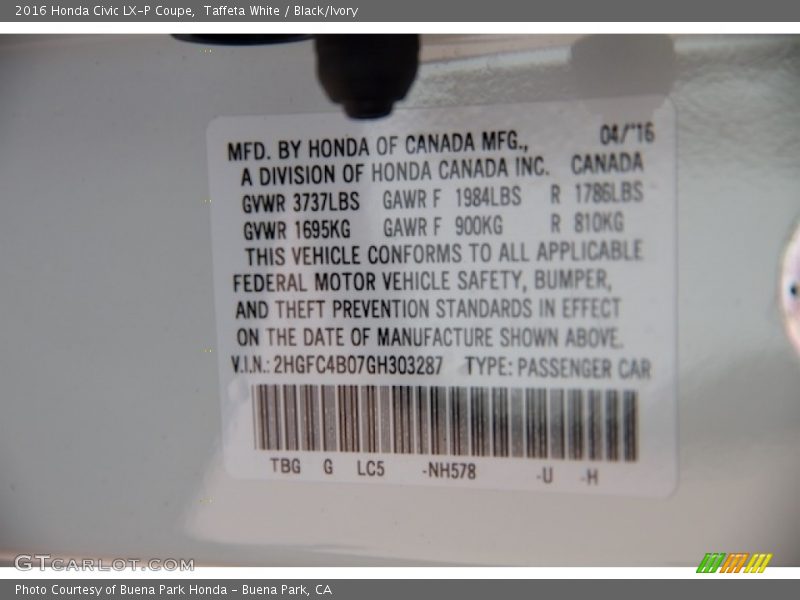 2016 Honda Civic LX-P Coupe, Taffeta White / Black/Ivory
MFD. BY HONDA OF CANADA MFG., 04/'16
A DIVISION OF HONDA CANADA INC. CANADA
GVWR 3737LBS GAWR F 1984LBS R 1786LBS
GVWR 1695KG GAWR F 900KG R 810KG
THIS VEHICLE CONFORMS TO ALL APPLICABLE
FEDERAL MOTOR VEHICLE SAFETY, BUMPER,
AND THEFT PREVENTION STANDARDS IN EFFECT
ON THE DATE OF MANUFACTURE SHOWN ABOVE.
V.I.N.: 2HGFC4B07GH303287 TYPE: PASSENGER CAR
TBG G LC5 -NH578 -U -H
GTCARLOT.COM
Photo Courtesy of Buena Park Honda - Buena Park, CA